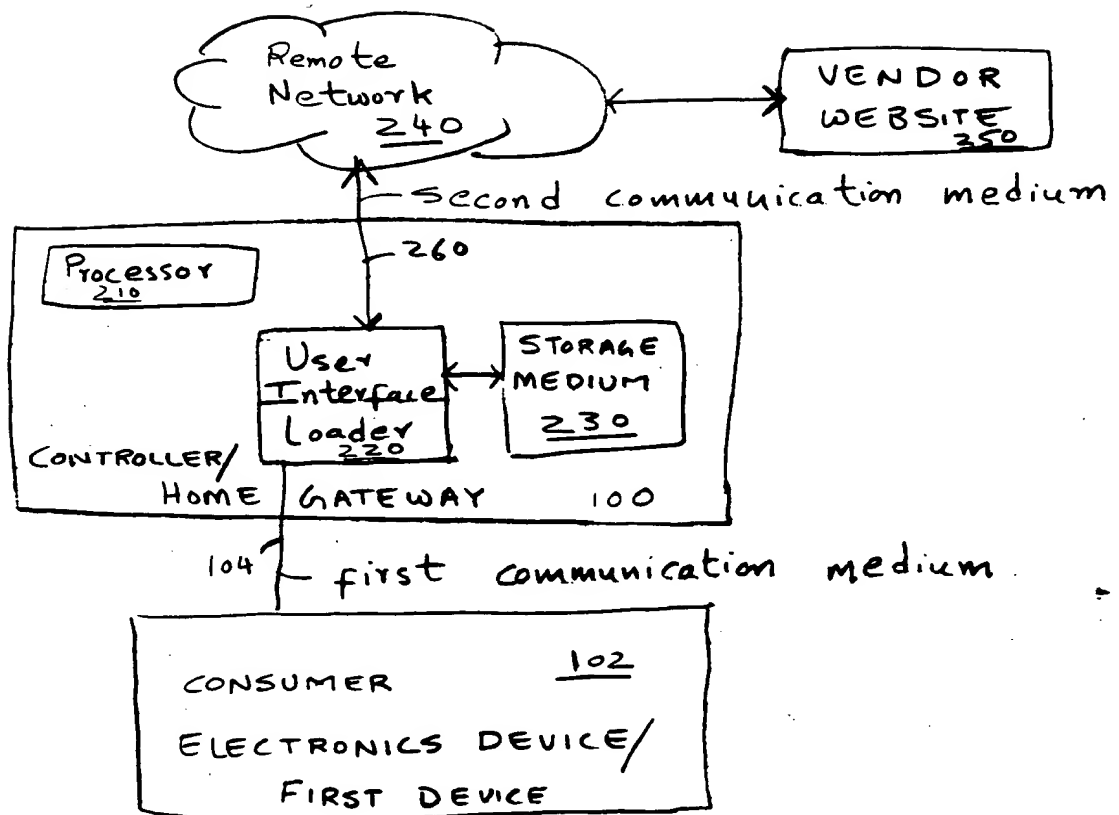 Remote
Network
240
VENDOR
WEBSITE
250
second communication medium
260
Processor
210
User
Interface
Loader
220
STORAGE
MEDIUM
230
CONTROLLER/
HOME GATEWAY 100
104
first communication medium
102
CONSUMER
ELECTRONICS DEVICE/
FIRST DEVICE